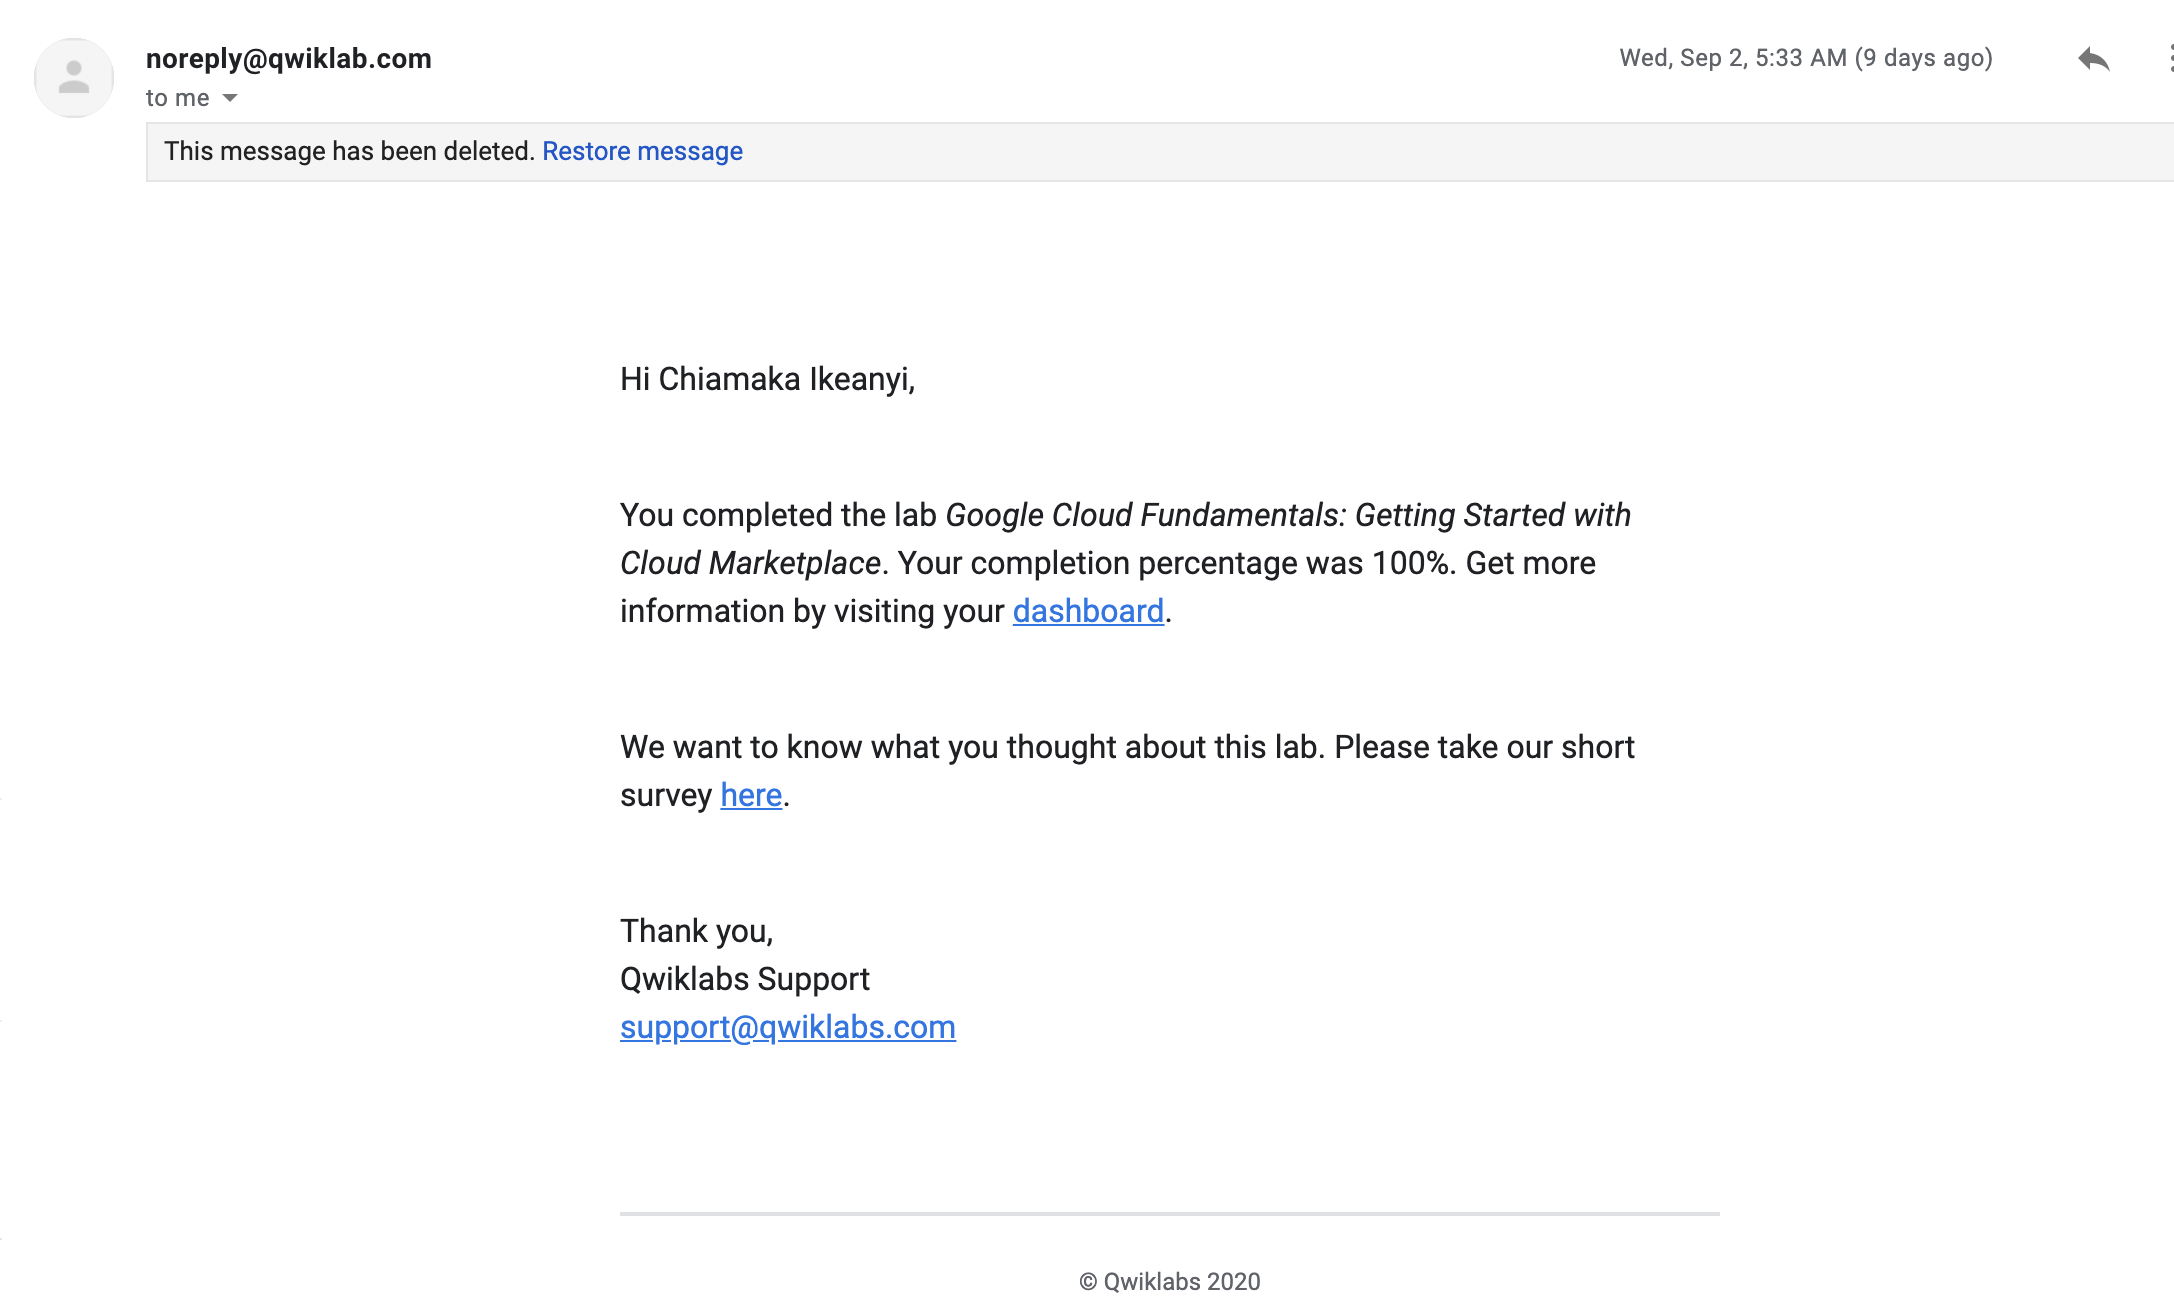 noreply@qwiklab.com
Wed, Sep 2, 5:33 AM (9 days ago)
to me
This message has been deleted. Restore message
Hi Chiamaka Ikeanyi,
You completed the lab Google Cloud Fundamentals: Getting Started with
Cloud Marketplace. Your completion percentage was 100%. Get more
information by visiting your dashboard.
We want to know what you thought about this lab. Please take our short
survey here.
Thank you,
Qwiklabs Support
support@qwiklabs.com
© Qwiklabs 2020